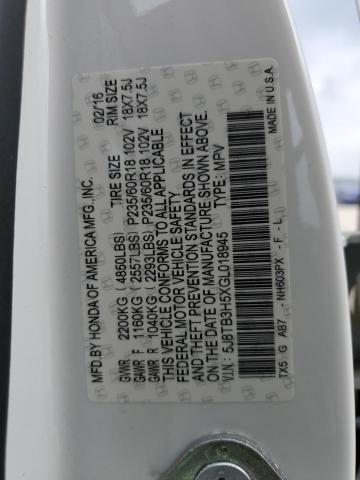 MFD.BY HONDA OF AMERICA MFG., INC. 02/16
TIRE SIZE RIM SIZE
GVWR 2200KG (4850LBS)
GAWR F 1160KG (2557LBS) P235/60R18 102V 18X7.5J
GAWR R 1040KG (2293LBS) P235/60R18 102V 18X7.5J
THIS VEHICLE CONFORMS TO ALL APPLICABLE
FEDERAL MOTOR VEHICLE SAFETY
AND THEFT PREVENTION STANDARDS IN EFFECT
ON THE DATE OF MANUFACTURE SHOWN ABOVE.
V.I.N.: 5J8TB3H5XGL018945 TYPE: MPV
TX5 G AB7 NH603PX - F - L MADE IN U.S.A.